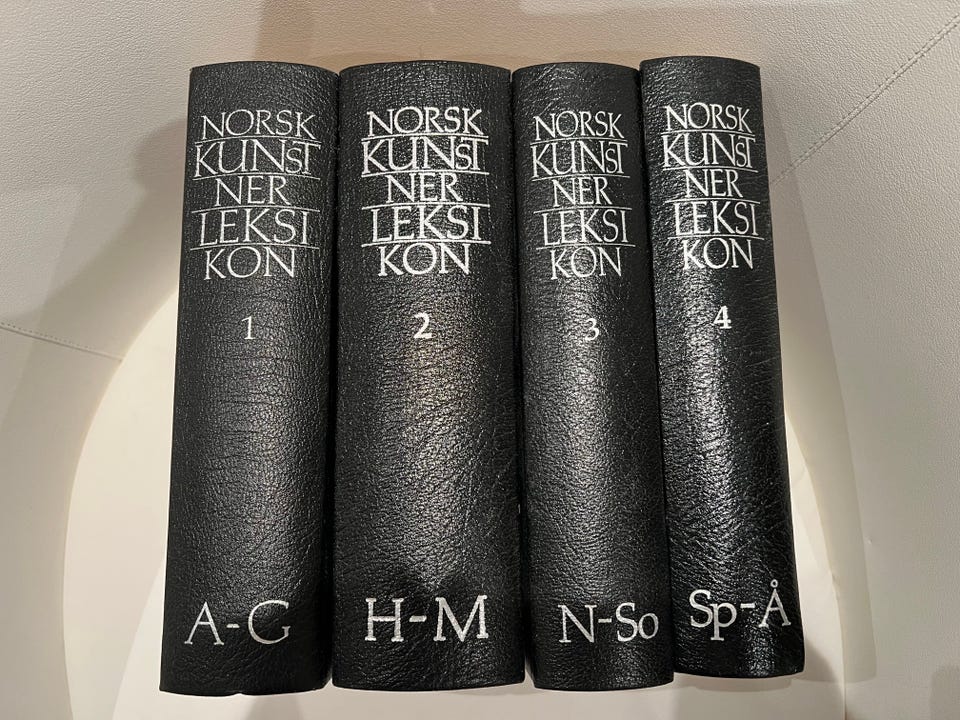 NORSK
KUNST
NER
LEKSI
KON
1
A-G
NORSK
KUNST
NER
LEKSI
KON
2
H-M
NORSK
KUNST
NER
LEKSI
KON
3
N-So
NORSK
KUNST
NER
LEKSI
KON
4
Sp-Å